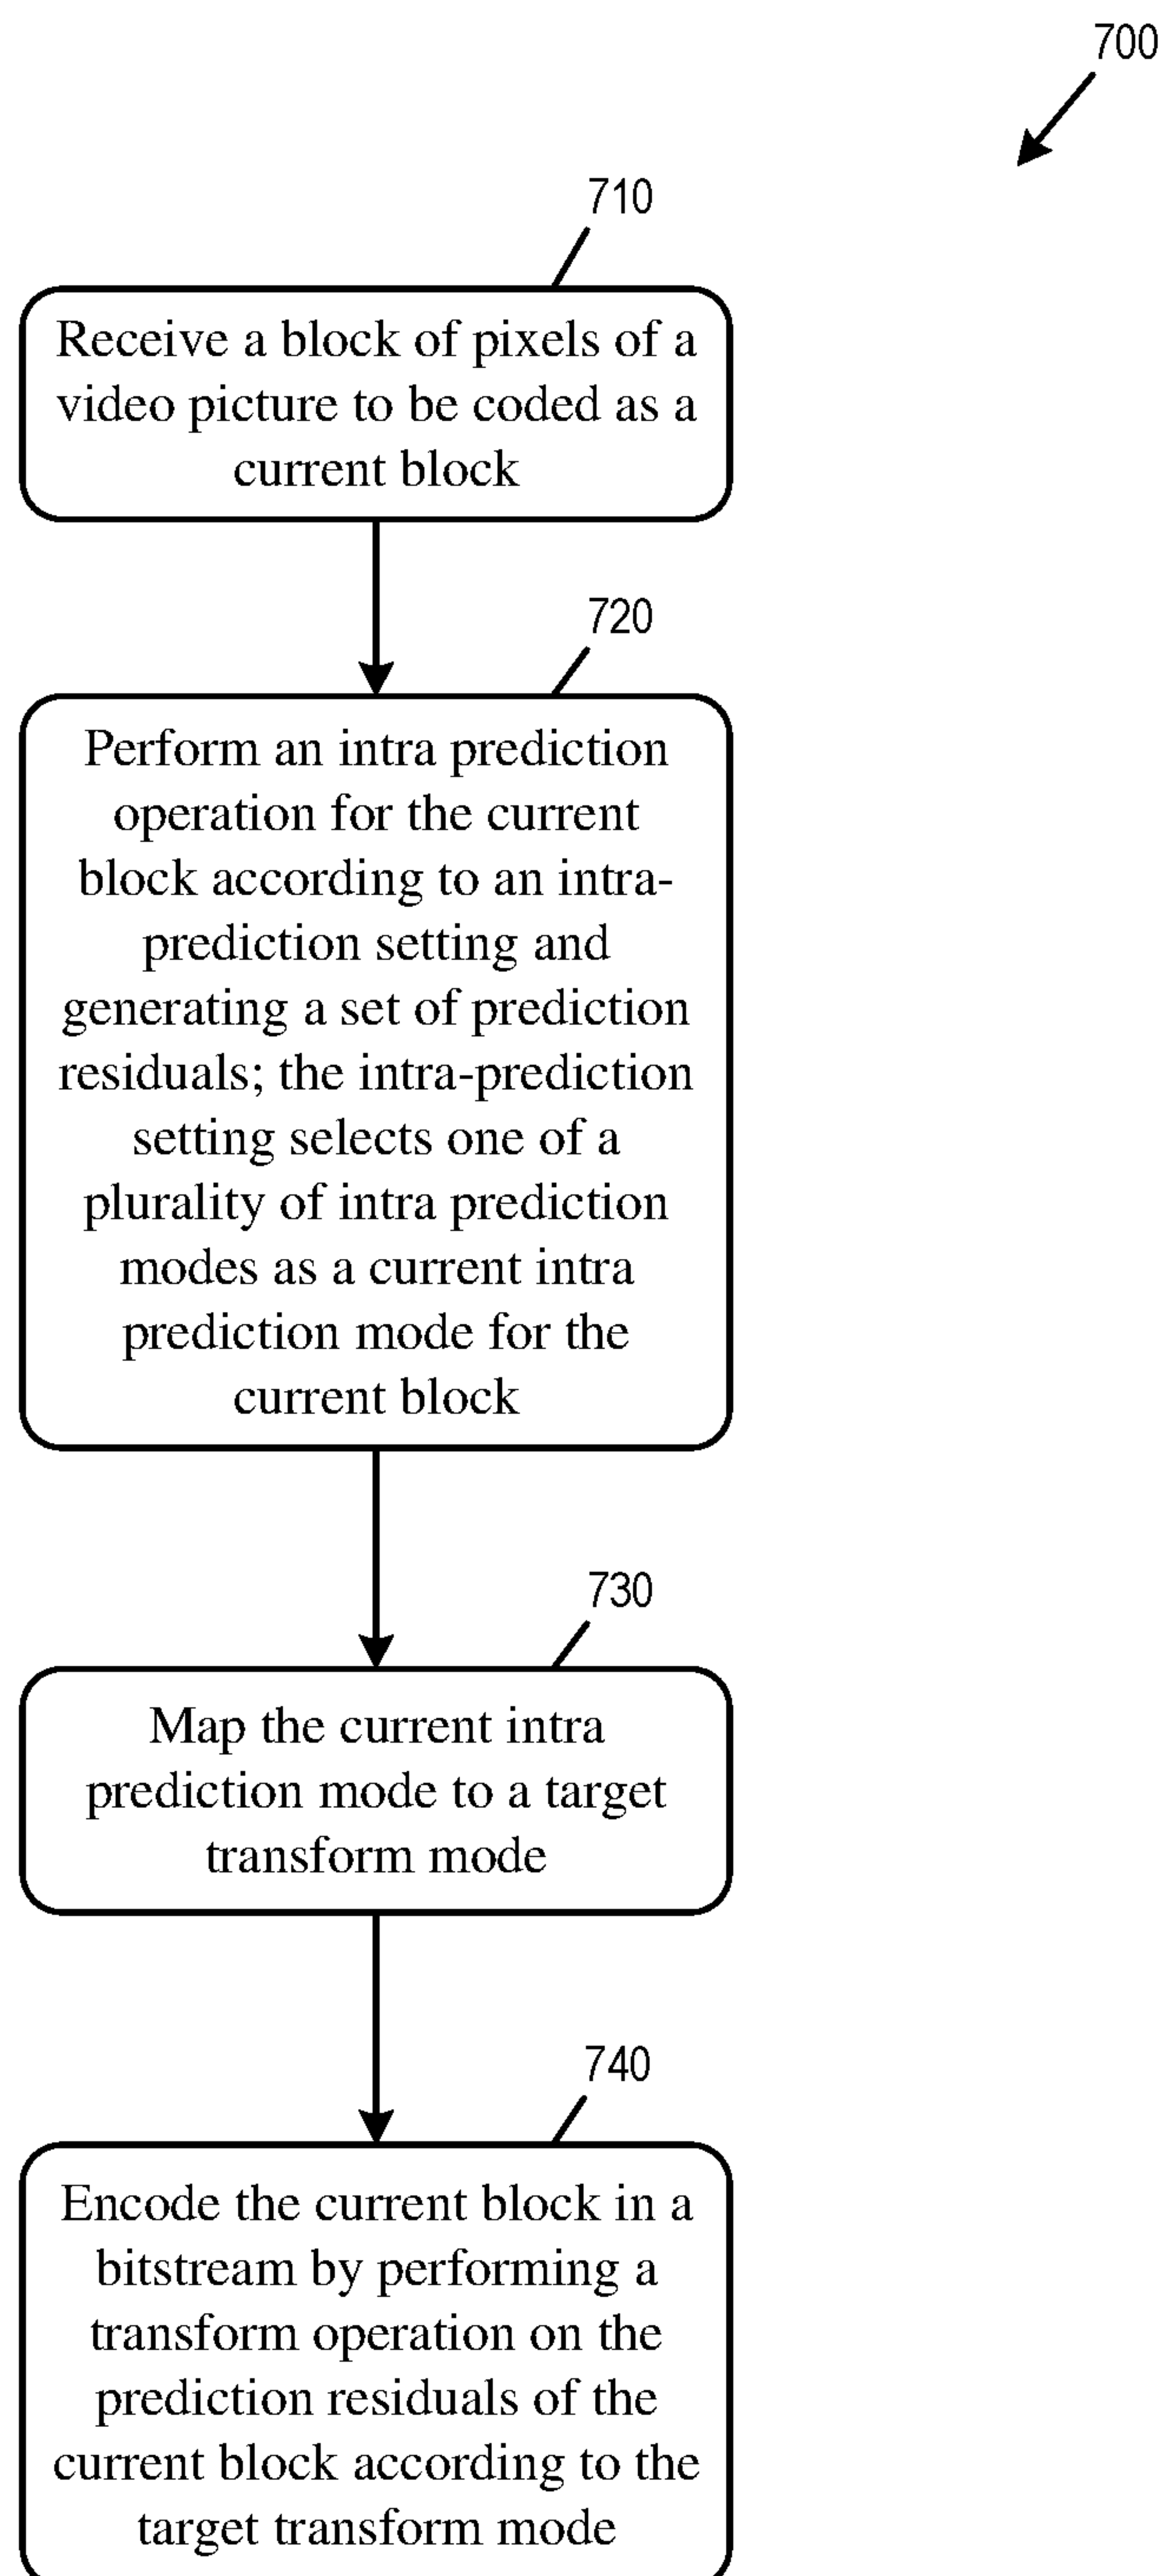 700
710
Receive a block of pixels of a
video picture to be coded as a
current block
720
Perform an intra prediction
operation for the current
block according to an intra-
prediction setting and
generating a set of prediction
residuals; the intra-prediction
setting selects one of a
plurality of intra prediction
modes as a current intra
prediction mode for the
current block
730
Map the current intra
prediction mode to a target
transform mode
740
Encode the current block in a
bitstream by performing a
transform operation on the
prediction residuals of the
current block according to the
target transform mode